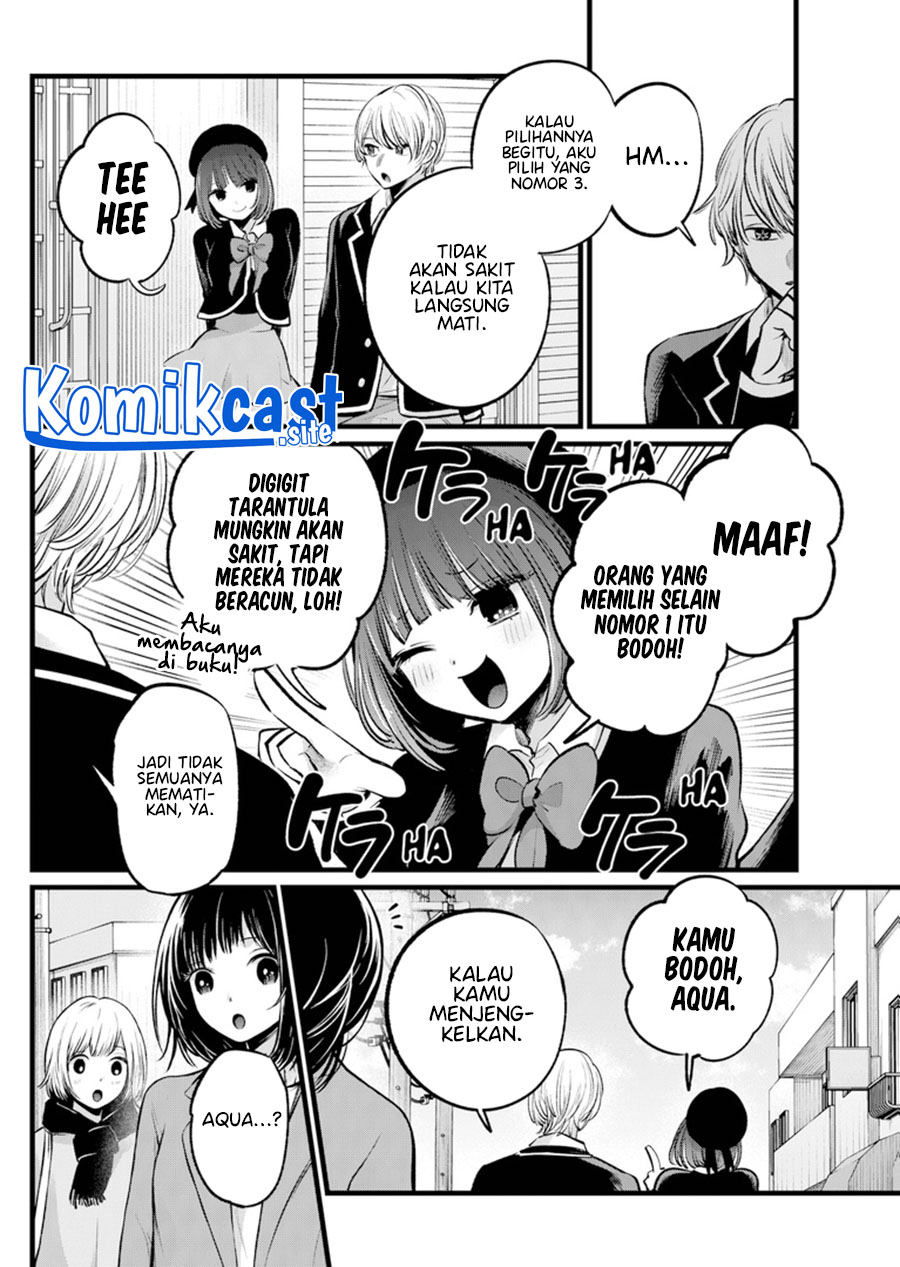 HM...
KALAU
PILIHANNYA
BEGITU, AKU
PILIH YANG
NOMOR 3.
TIDAK
AKAN SAKIT
KALAU KITA
LANGSUNG
MATI.
TEE
HEE
Komikcast
.site
MAAF!
ORANG YANG
MEMILIH SELAIN
NOMOR 1 ITU
BODOH!
ケラ
HA
ケラ
HA
DIGIGIT
TARANTULA
MUNGKIN AKAN
SAKIT, TAPI
MEREKA TIDAK
BERACUN, LOH!
Aku
membacanya
di buku!
JADI TIDAK
SEMUANYA
MEMATI-
KAN, YA.
ケラ
HA
ケラ
HA
KAMU
BODOH,
AQUA.
KALAU
KAMU
MENJENG-
KELKAN.
AQUA...?